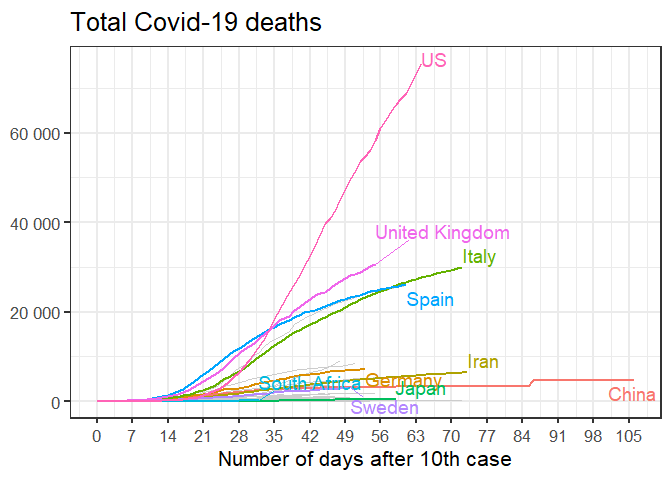 Total Covid-19 deaths
US
60 000
United Kingdom
40 000
Italy
Spain
20 000
Iran
South Africa
Germany
Japan
China
Sweden
0
0 7 14 21 28 35 42 49 56 63 70 77 84 91 98 105
Number of days after 10th case